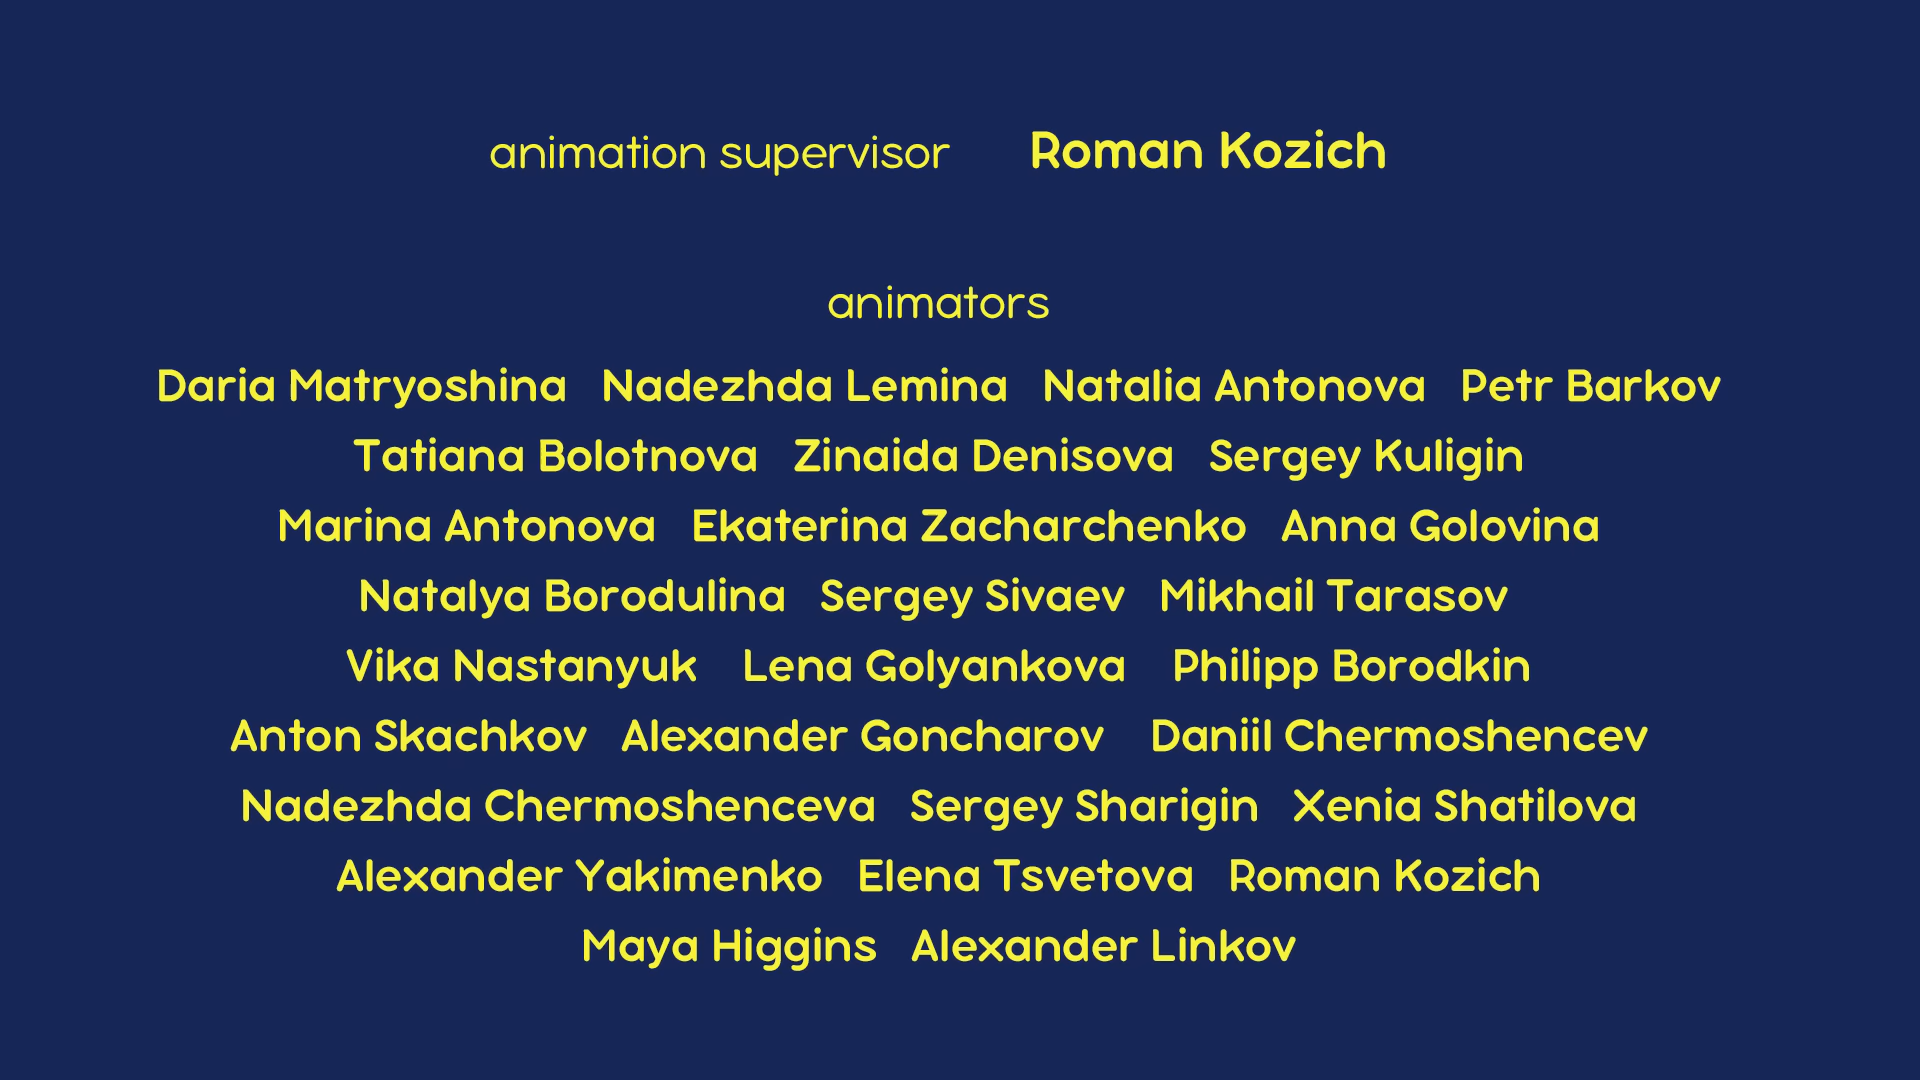 animation supervisor Roman Kozich
animators
Daria Matryoshina Nadezhda Lemina Natalia Antonova Petr Barkov
Tatiana Bolotnova Zinaida Denisova Sergey Kuligin
Marina Antonova Ekaterina Zacharchenko Anna Golovina
Natalya Borodulina Sergey Sivaev Mikhail Tarasov
Vika Nastanyuk Lena Golyankova Philipp Borodkin
Anton Skachkov Alexander Goncharov Daniil Chermoshencev
Nadezhda Chermoshenceva Sergey Sharigin Xenia Shatilova
Alexander Yakimenko Elena Tsvetova Roman Kozich
Maya Higgins Alexander Linkov